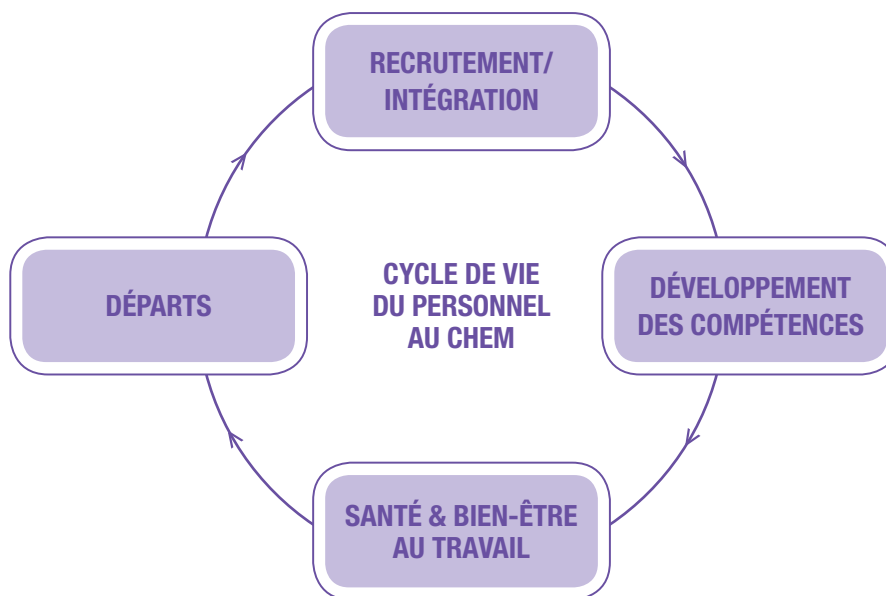 RECRUTEMENT/
INTÉGRATION
DÉPARTS
CYCLE DE VIE
DU PERSONNEL
AU CHEM
DÉVELOPPEMENT
DES COMPÉTENCES
SANTÉ & BIEN-ÊTRE
AU TRAVAIL